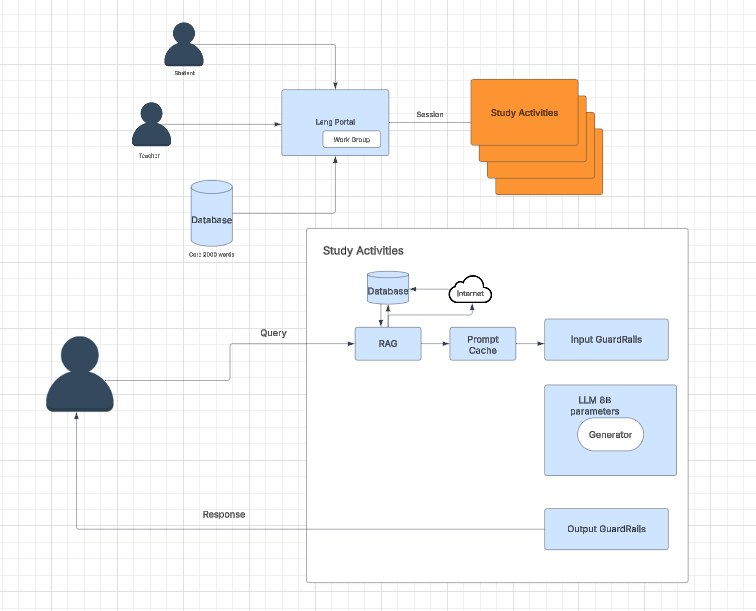 Student
Lang Portal
Work Group
Session
Study Activities
Teacher
Database
Core 2000 words
Study Activities
Database
Internet
Query
RAG
Prompt
Cache
Input GuardRails
LLM 8B
parameters
Generator
Response
Output GuardRails